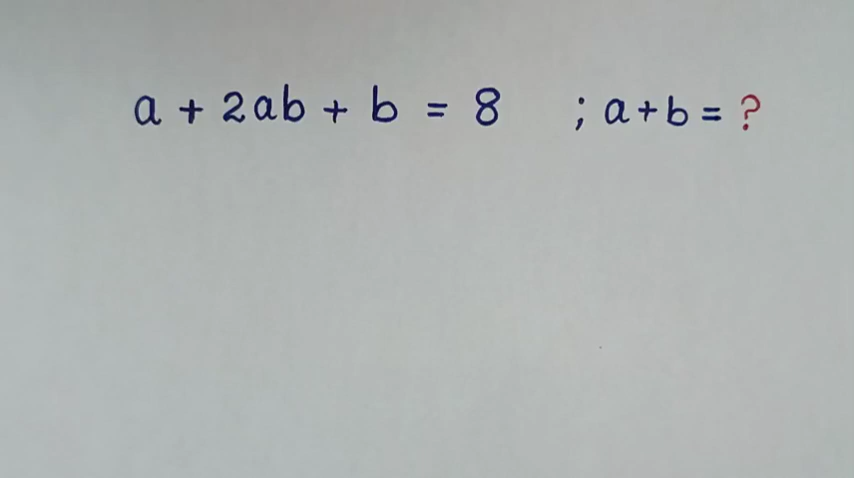 a + 2ab + b = 8 ; a + b = ?